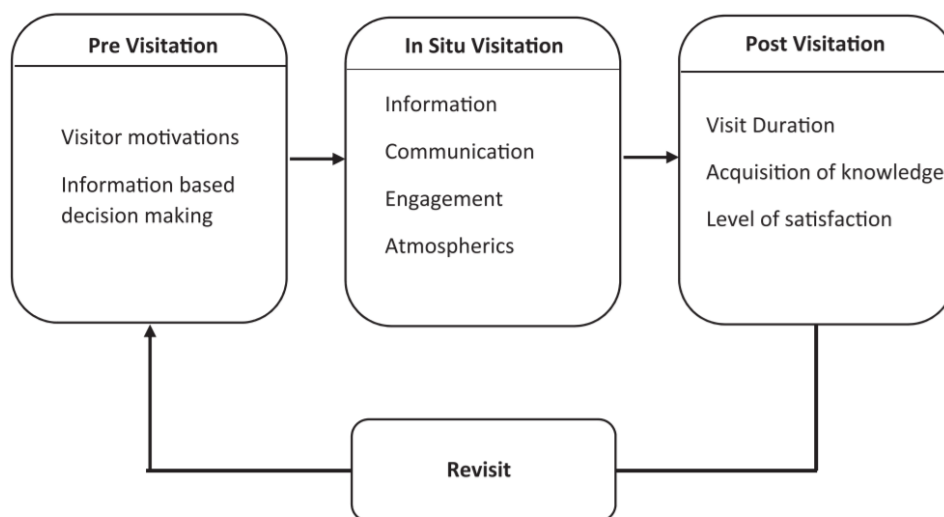 Pre Visitation
Visitor motivations
Information based
decision making
In Situ Visitation
Information
Communication
Engagement
Atmospherics
Post Visitation
Visit Duration
Acquisition of knowledge
Level of satisfaction
Revisit